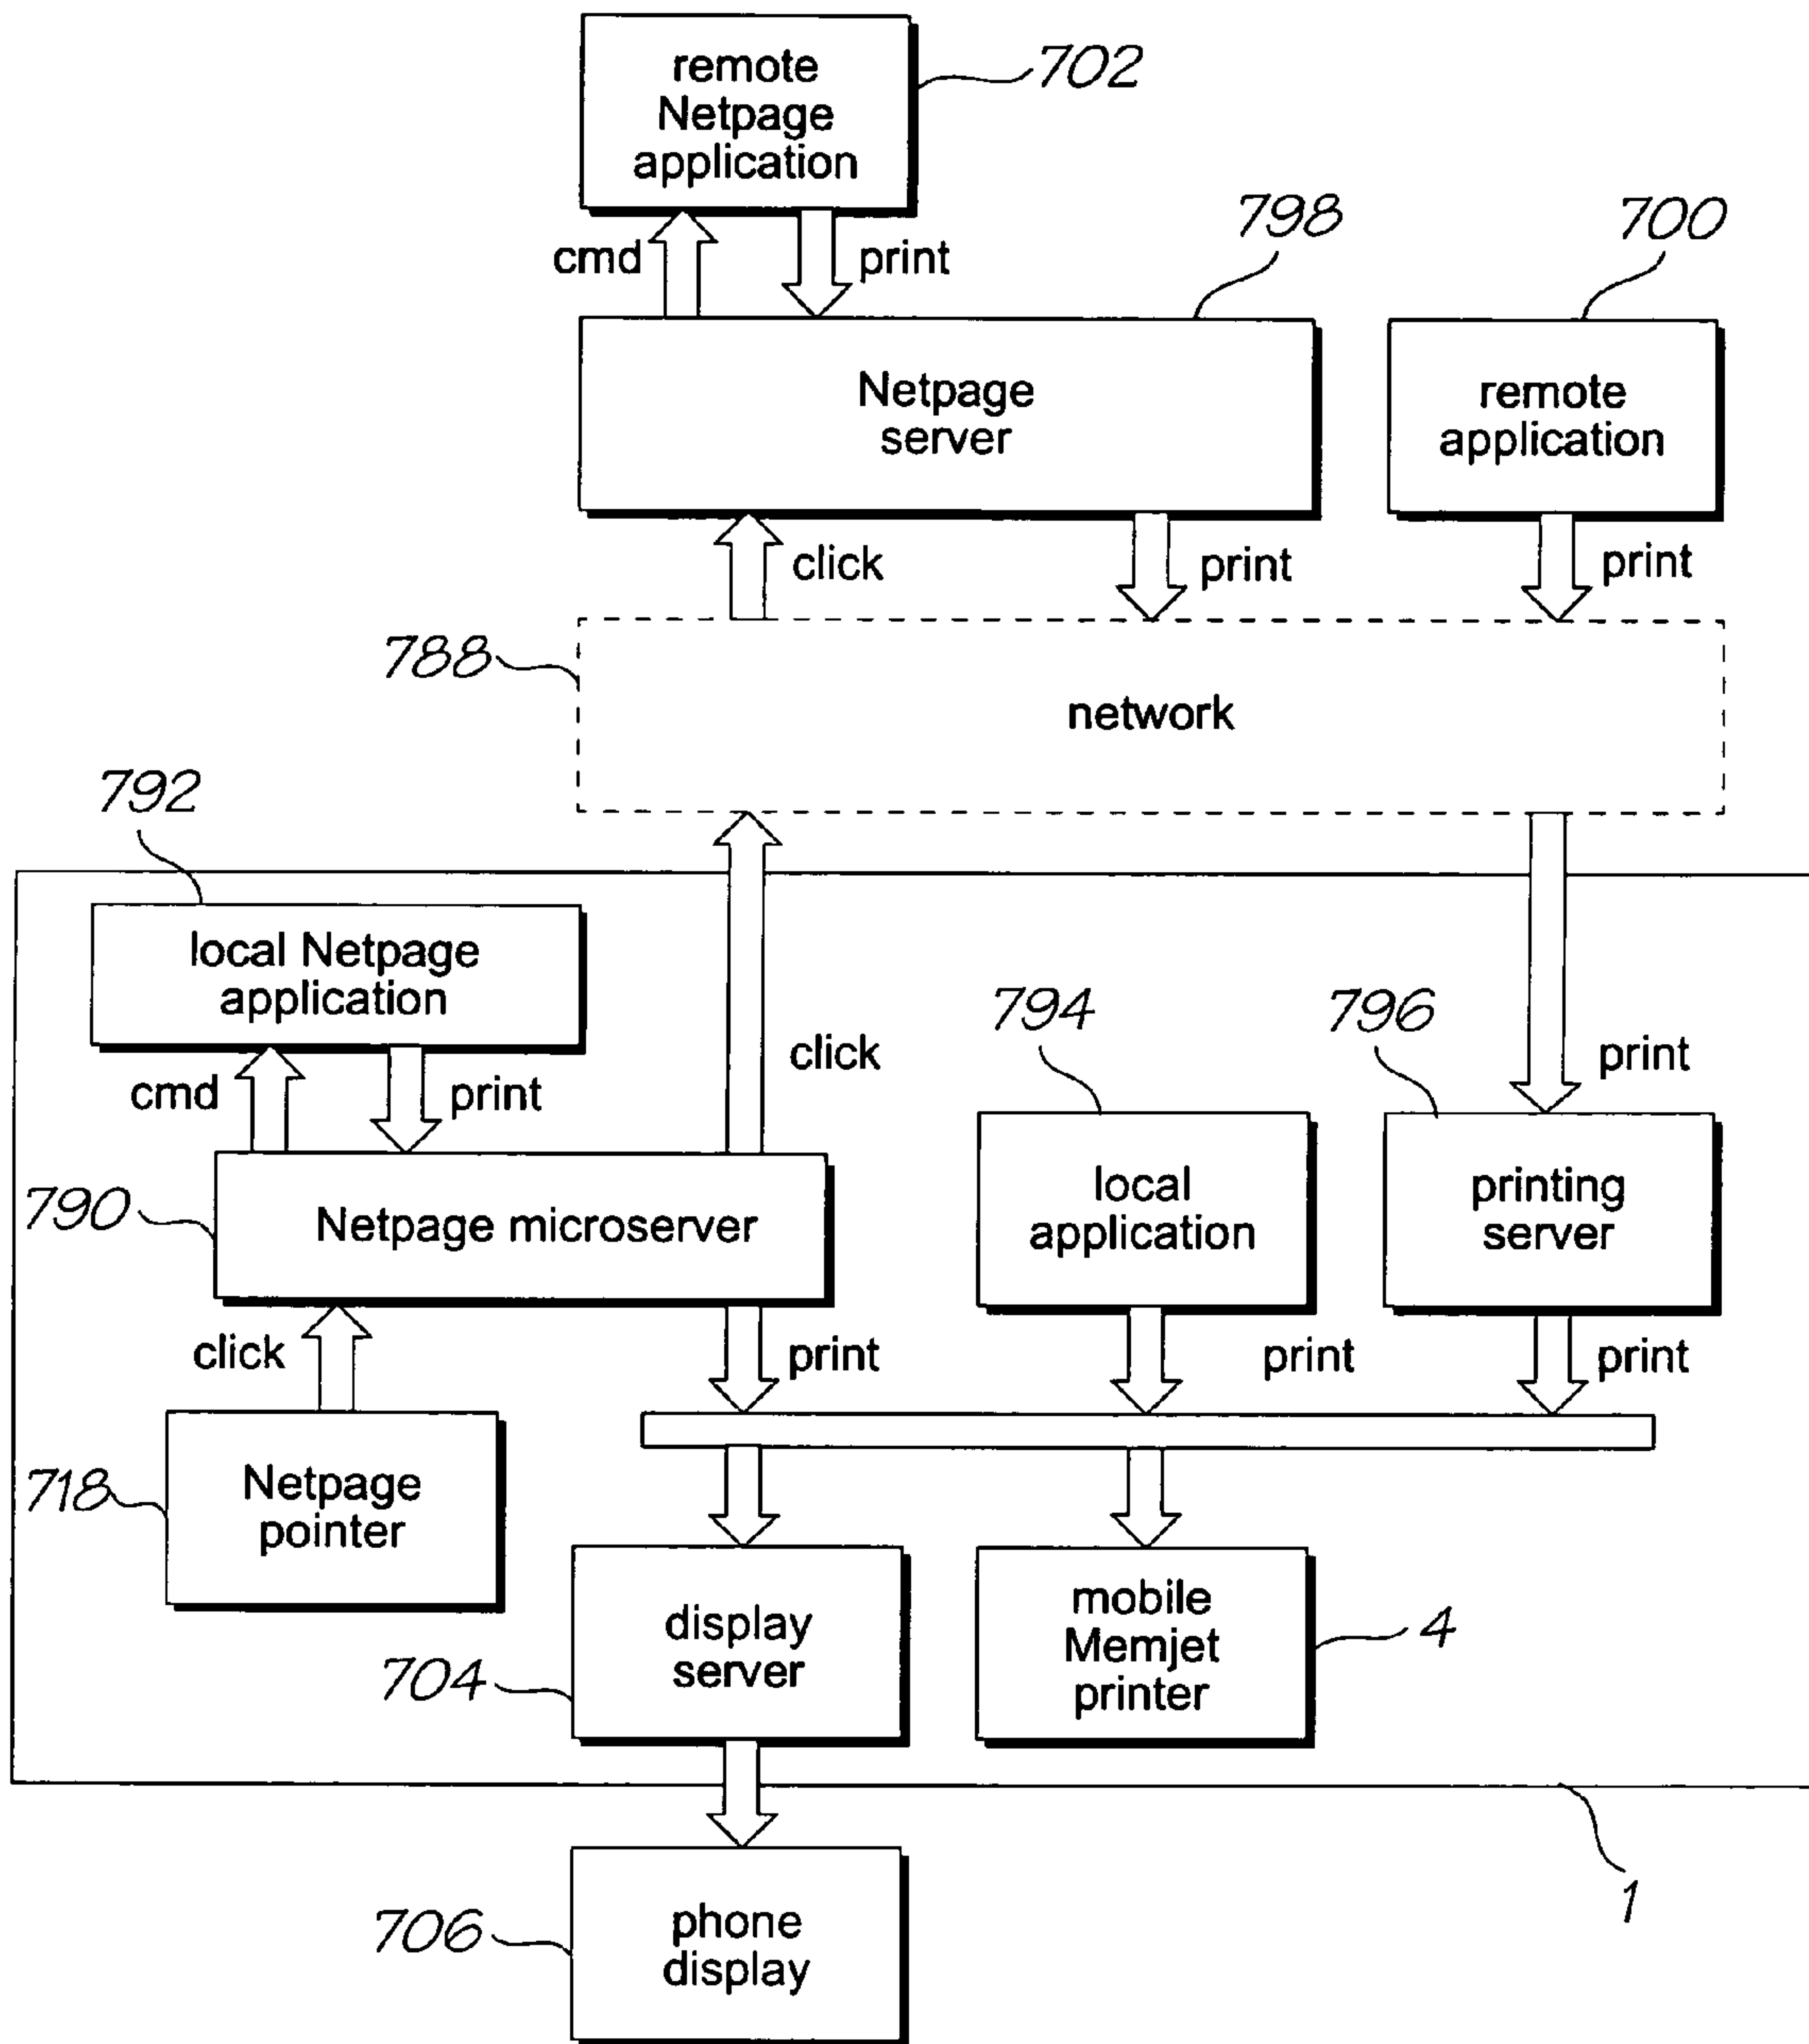 remote
Netpage
application
702
cmd
print
798
700
Netpage
server
remote
application
click
print
print
788
network
792
local Netpage
application
794
796
click
print
cmd
print
790
Netpage microserver
local
application
printing
server
click
print
print
print
718
Netpage
pointer
704
display
server
mobile
Memjet
printer
4
706
phone
display
1